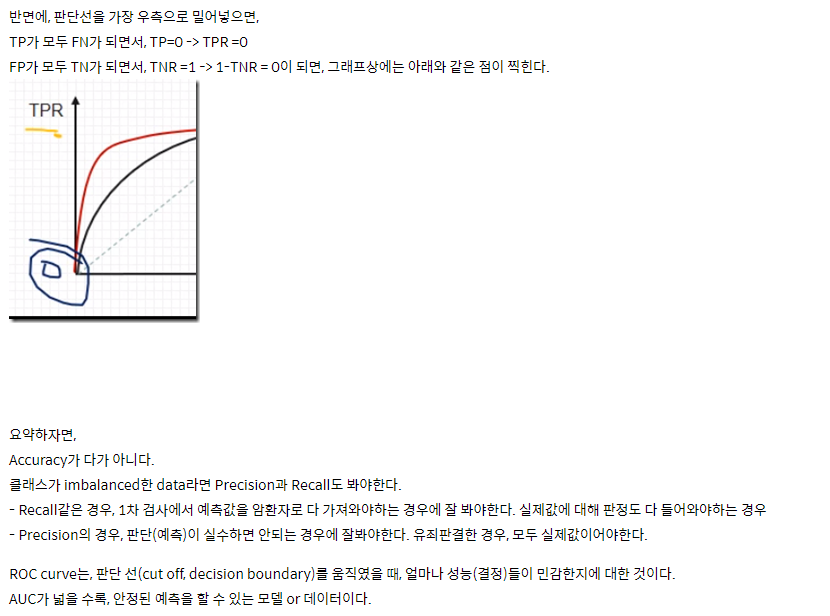 반면에, 판단선을 가장 우측으로 밀어넣으면,
TP가 모두 FN가 되면서, TP=0 -> TPR =0
FP가 모두 TN가 되면서, TNR =1 -> 1-TNR = 0이 되면, 그래프상에는 아래와 같은 점이 찍힌다.
TPR
요약하자면,
Accuracy가 다가 아니다.
클래스가 imbalanced한 data라면 Precision과 Recall도 봐야한다.
- Recall같은 경우, 1차 검사에서 예측값을 암환자로 다 가져와야하는 경우에 잘 봐야한다. 실제값에 대해 판정도 다 들어와야하는 경우
- Precision의 경우, 판단(예측)이 실수하면 안되는 경우에 잘봐야한다. 유죄판결한 경우, 모두 실제값이어야한다.
ROC curve는, 판단 선(cut off, decision boundary)를 움직였을 때, 얼마나 성능(결정)들이 민감한지에 대한 것이다.
AUC가 넓을 수록, 안정된 예측을 할 수 있는 모델 or 데이터이다.